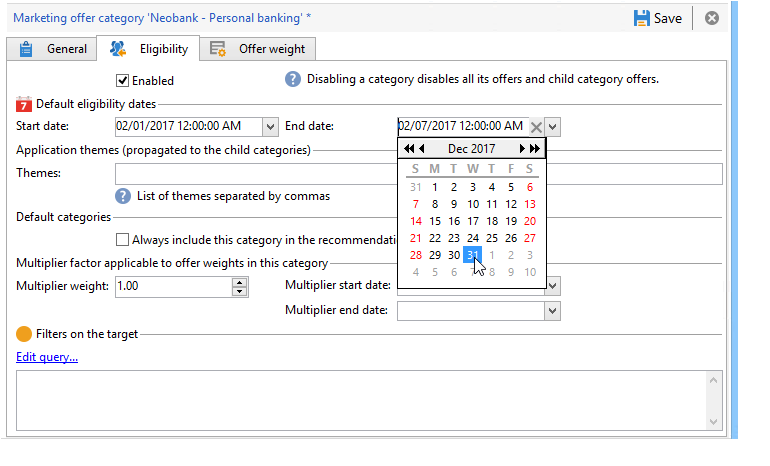 Marketing offer category 'Neobank - Personal banking' *
Save
General Eligibility Offer weight
Enabled ? Disabling a category disables all its offers and child category offers.
7 Default eligibility dates
Start date: 02/01/2017 12:00:00 AM End date: 02/07/2017 12:00:00 AM
Application themes (propagated to the child categories)
Dec 2017
Themes:
S M T W T F S
31 1 2 3 4 5 6
? List of themes separated by commas
7 8 9 10 11 12 13
Default categories
14 15 16 17 18 19 20
Always include this category in the recommendati
21 22 23 24 25 26 27
Multiplier factor applicable to offer weights in this category
28 29 30 31 1 2 3
4 5 6 7 8 9 10
Multiplier weight: 1.00 Multiplier start date:
Multiplier end date:
Filters on the target
Edit query...